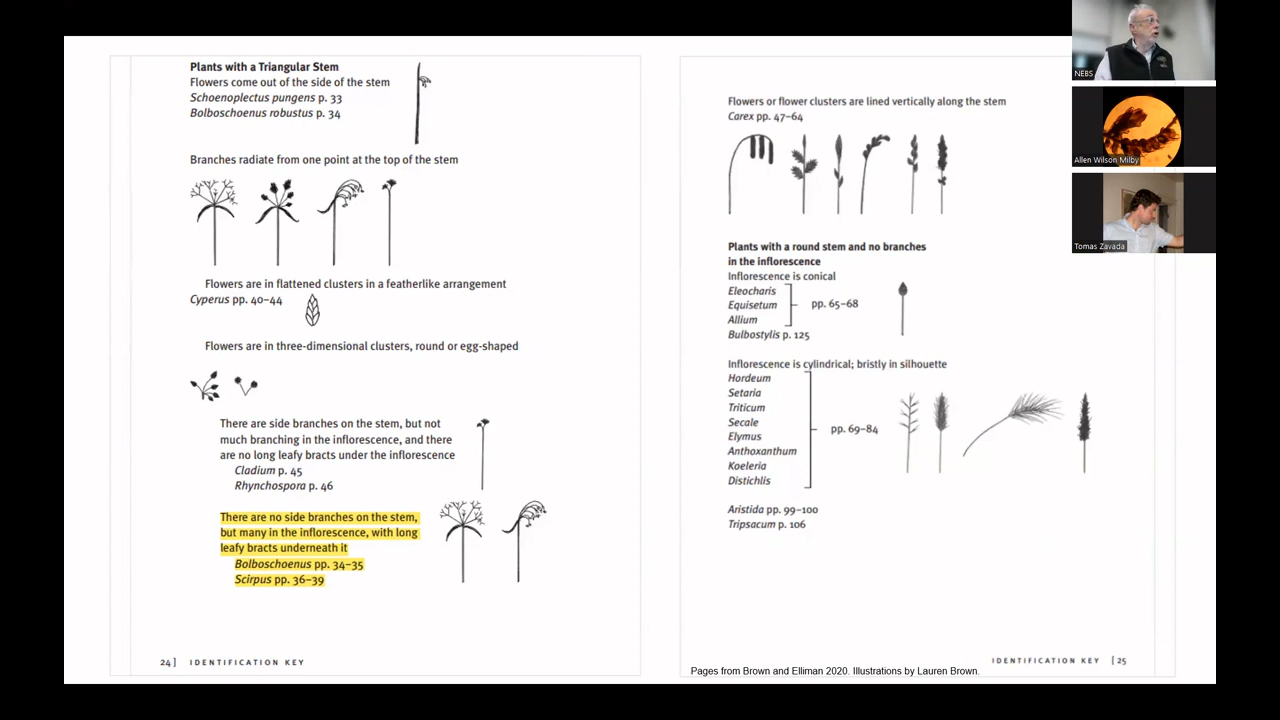 Plants with a Triangular Stem
Flowers come out of the side of the stem
Schoenoplectus pungens p. 33
Bolboschoenus robustus p. 34
Branches radiate from one point at the top of the stem
Flowers are in flattened clusters in a featherlike arrangement
Cyperus pp. 40–44
Flowers are in three-dimensional clusters, round or egg-shaped
There are side branches on the stem, but not
much branching in the inflorescence, and there
are no long leafy bracts under the inflorescence
Cladium p. 45
Rhynchospora p. 46
There are no side branches on the stem,
but many in the inflorescence, with long
leafy bracts underneath it
Bolboschoenus pp. 34–35
Scirpus pp. 36–39
24] IDENTIFICATION KEY
Flowers or flower clusters are lined vertically along the stem
Carex pp. 47–64
Plants with a round stem and no branches
in the inflorescence
Inflorescence is conical
Eleocharis
Equisetum pp. 65–68
Allium
Bulbostylis p. 125
Inflorescence is cylindrical; bristly in silhouette
Hordeum
Setaria
Triticum
Secale pp. 69–84
Elymus
Anthoxanthum
Koeleria
Distichlis
Aristida pp. 99–100
Tripsacum p. 106
IDENTIFICATION KEY [25
Pages from Brown and Elliman 2020. Illustrations by Lauren Brown.
NEBS
Allen Wilson Milby
Tomas Zavada